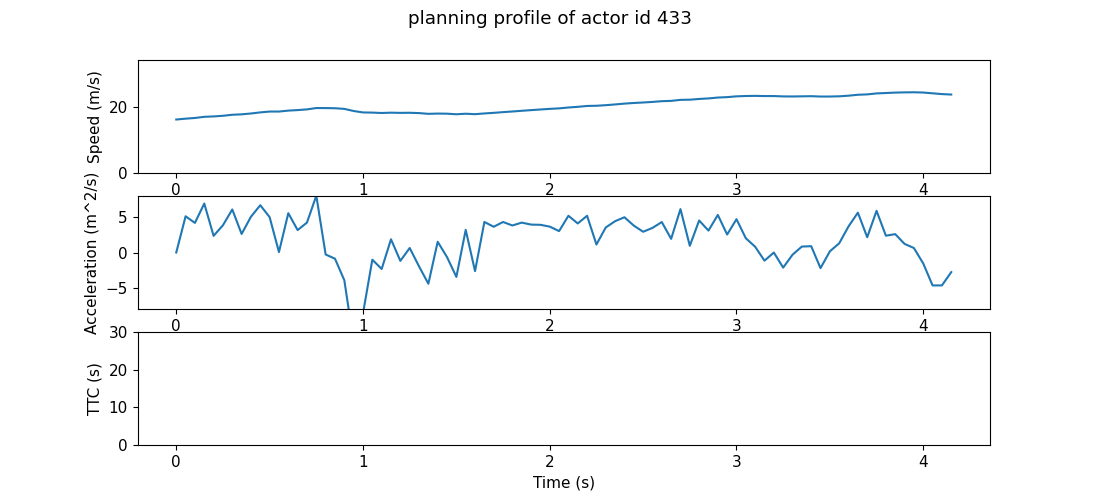 planning profile of actor id 433
Speed (m/s)
20
0
0 1 2 3 4
Acceleration (m^2/s)
5
0
−5
0 1 2 3 4
TTC (s)
30
20
10
0
0 1 2 3 4
Time (s)